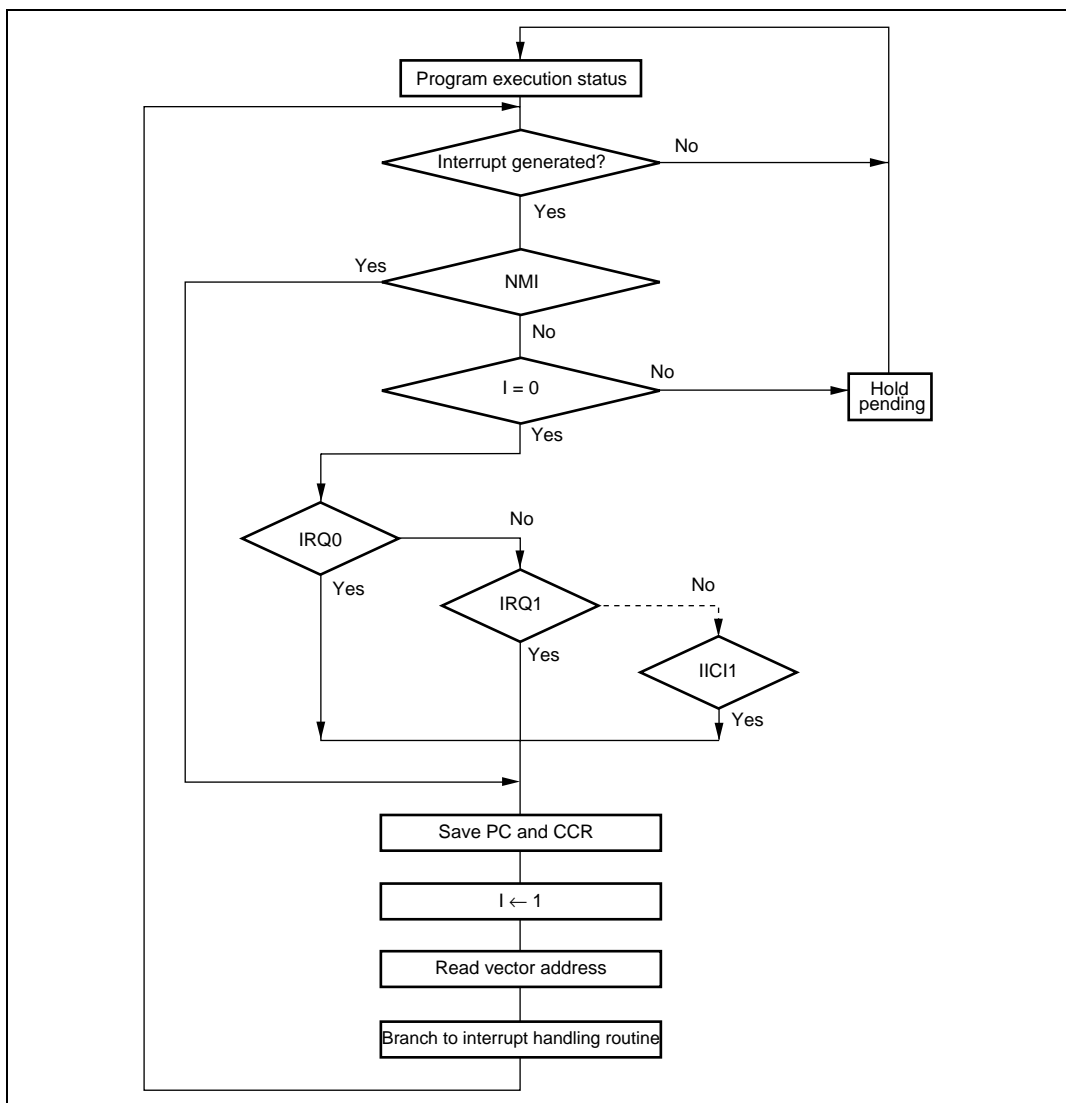 Program execution status
Interrupt generated?
No
Yes
Yes
NMI
No
I = 0
No
Hold
pending
Yes
IRQ0
No
Yes
IRQ1
No
Yes
IICI1
Yes
Save PC and CCR
I ← 1
Read vector address
Branch to interrupt handling routine